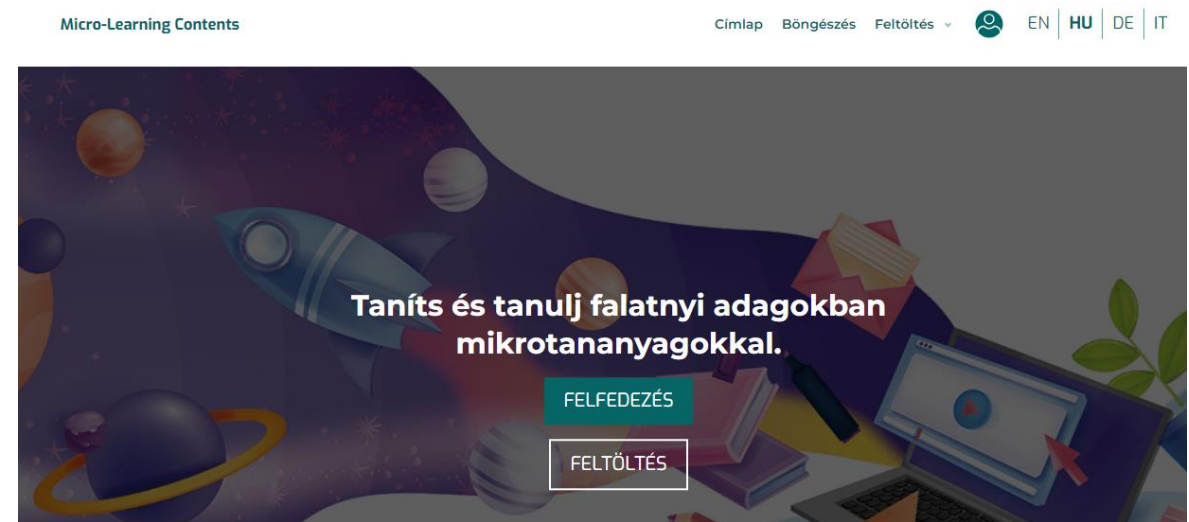 Micro-Learning Contents
Címlap Böngészés Feltöltés
EN HU DE IT
Taníts és tanulj falatnyi adagokban
mikrotananyagokkal.
FELFEDEZÉS
FELTÖLTÉS